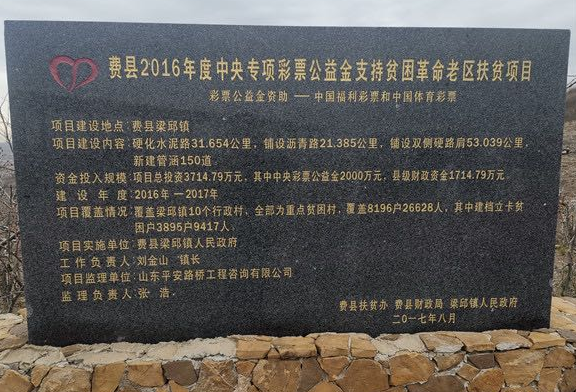 费县2016年度中央专项彩票公益金支持贫困革命老区扶贫项目
彩票公益金资助 —— 中国福利彩票和中国体育彩票
项目建设地点：费县梁邱镇
项目建设内容：硬化水泥路31.654公里，铺设沥青路21.385公里，铺设双侧硬路肩53.039公里，
新建管涵150道
资金投入规模：项目总投资3714.79万元，其中中央彩票公益金2000万元，县级财政资金1714.79万元。
建设年度：2016年—2017年
项目覆盖情况：覆盖梁邱镇10个行政村、全部为重点贫困村，覆盖8196户26628人，其中建档立卡贫
困户3895户9417人。
项目实施单位：费县梁邱镇人民政府
工作负责人：刘金山 镇长
项目监理单位：山东平安路桥工程咨询有限公司
监理负责人：张 浩。
费县扶贫办 费县财政局 梁邱镇人民政府
二〇一七年八月